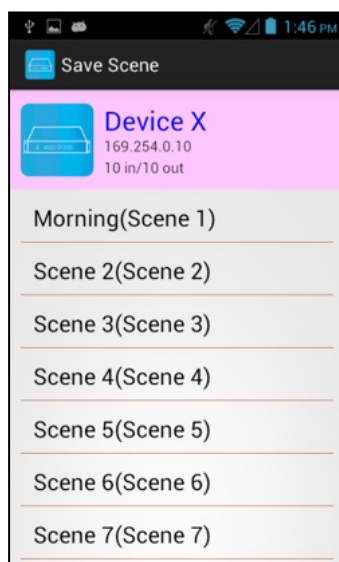 1:46 PM
Save Scene
Device X
169.254.0.10
10 in/10 out
Morning(Scene 1)
Scene 2(Scene 2)
Scene 3(Scene 3)
Scene 4(Scene 4)
Scene 5(Scene 5)
Scene 6(Scene 6)
Scene 7(Scene 7)